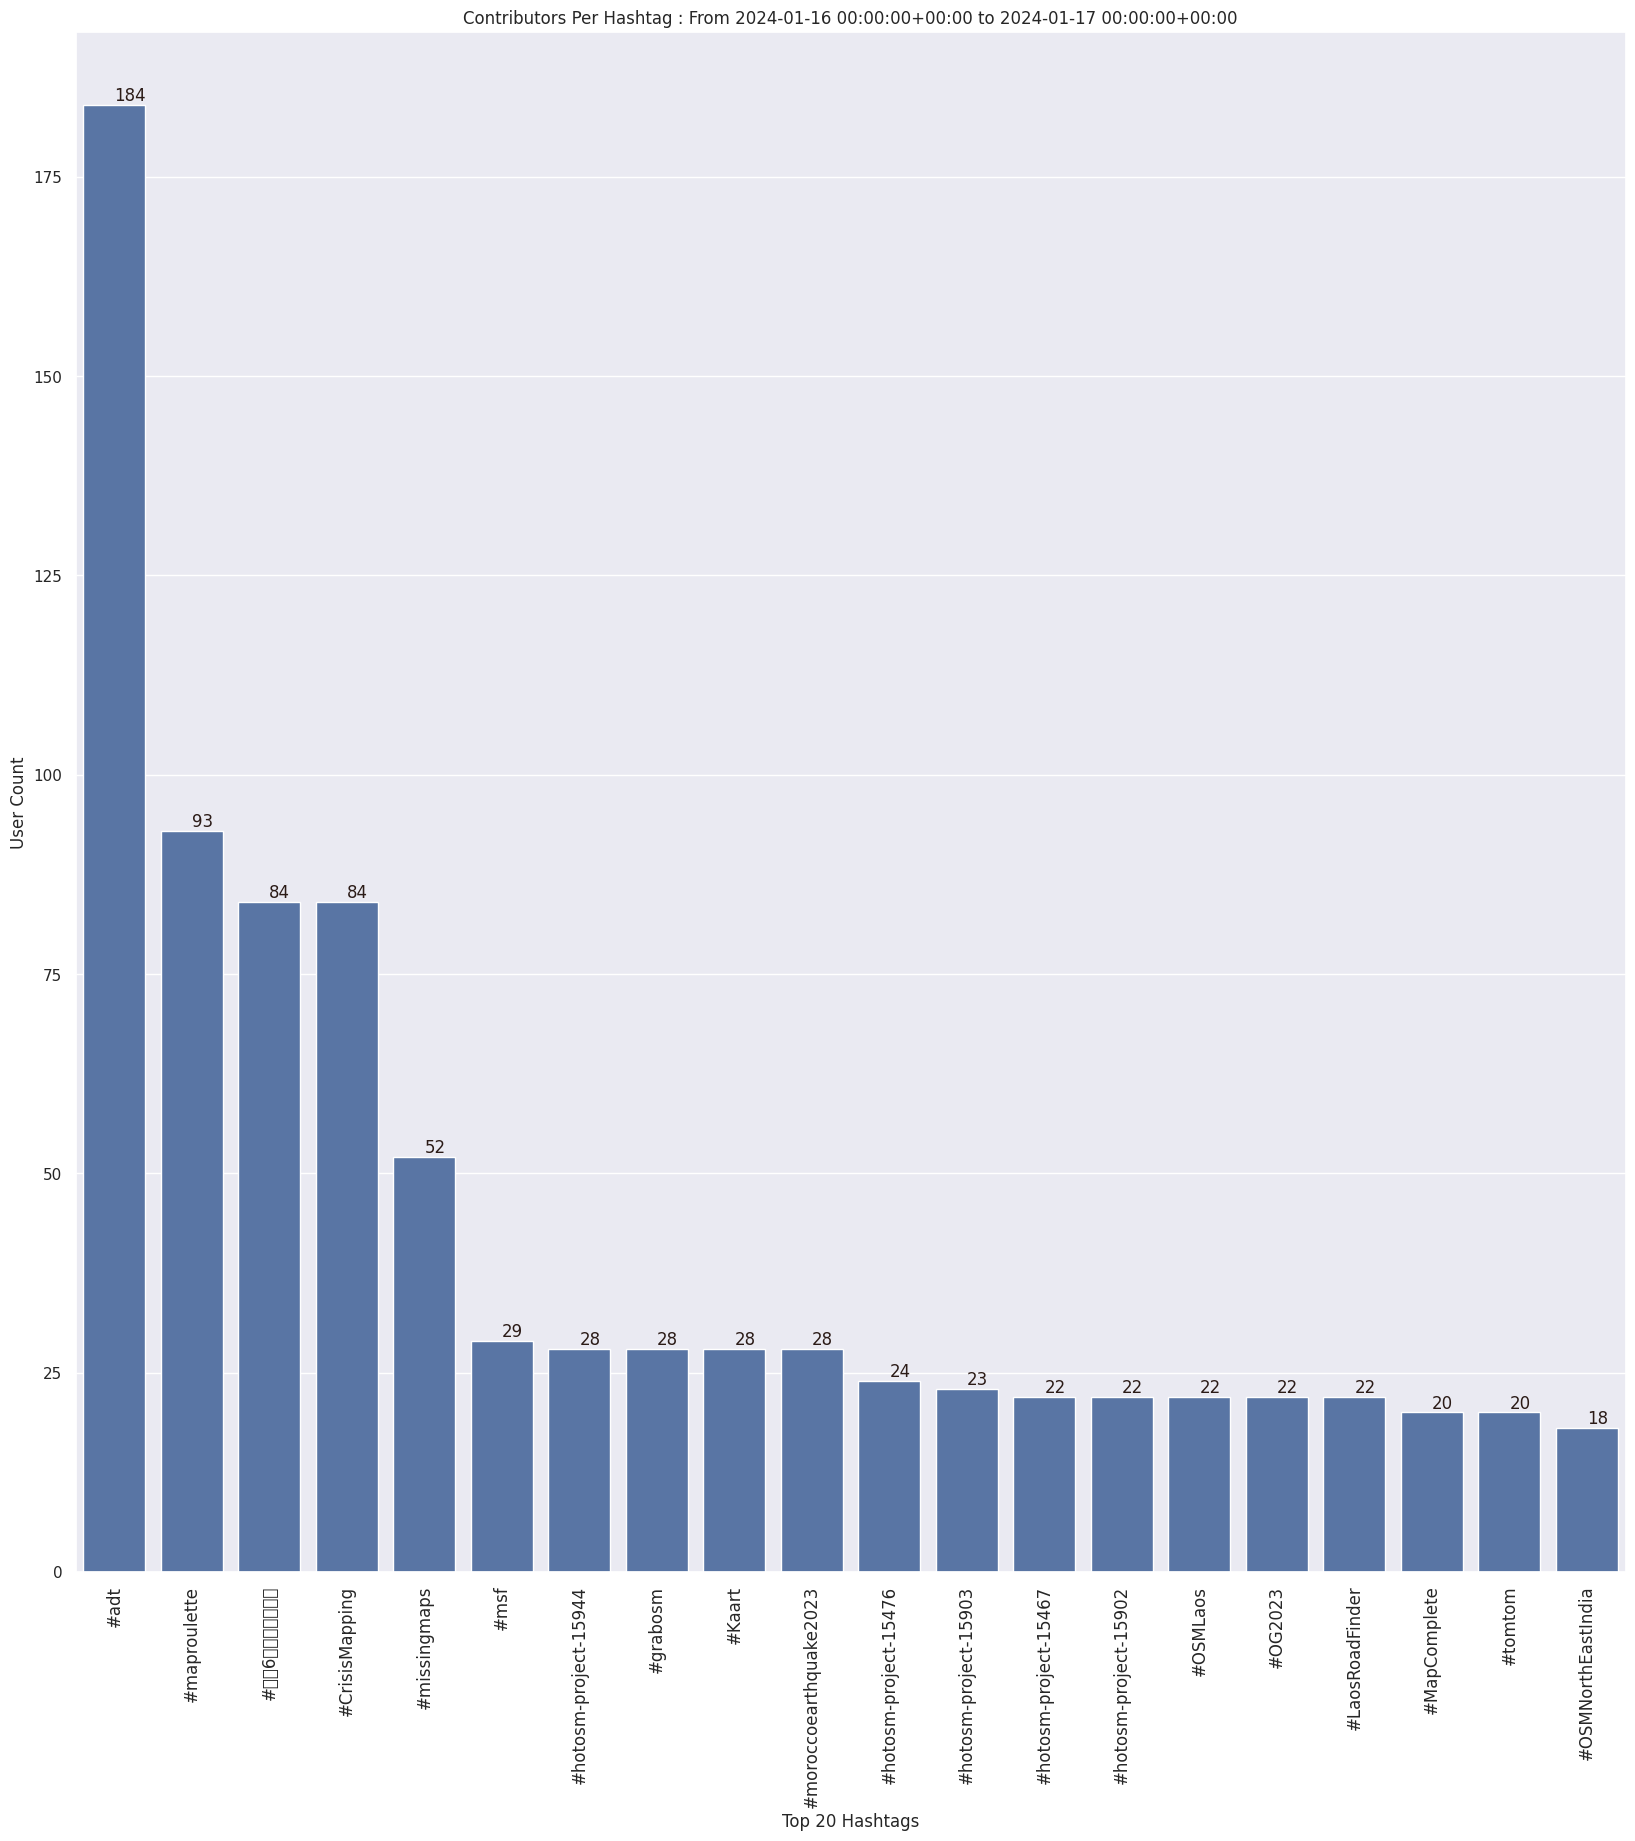 Contributors Per Hashtag : From 2024-01-16 00:00:00+00:00 to 2024-01-17 00:00:00+00:00
User Count
175
150
125
100
75
50
25
0
184
93
84
84
52
29
28
28
28
28
24
23
22
22
22
22
22
20
20
18
#adt
#maproulette
#CrisisMapping
#missingmaps
#msf
#hotosm-project-15944
#grabosm
#Kaart
#moroccoearthquake2023
#hotosm-project-15476
#hotosm-project-15903
#hotosm-project-15467
#hotosm-project-15902
#OSMLaos
#OG2023
#LaosRoadFinder
#MapComplete
#tomtom
#OSMNorthEastIndia
Top 20 Hashtags